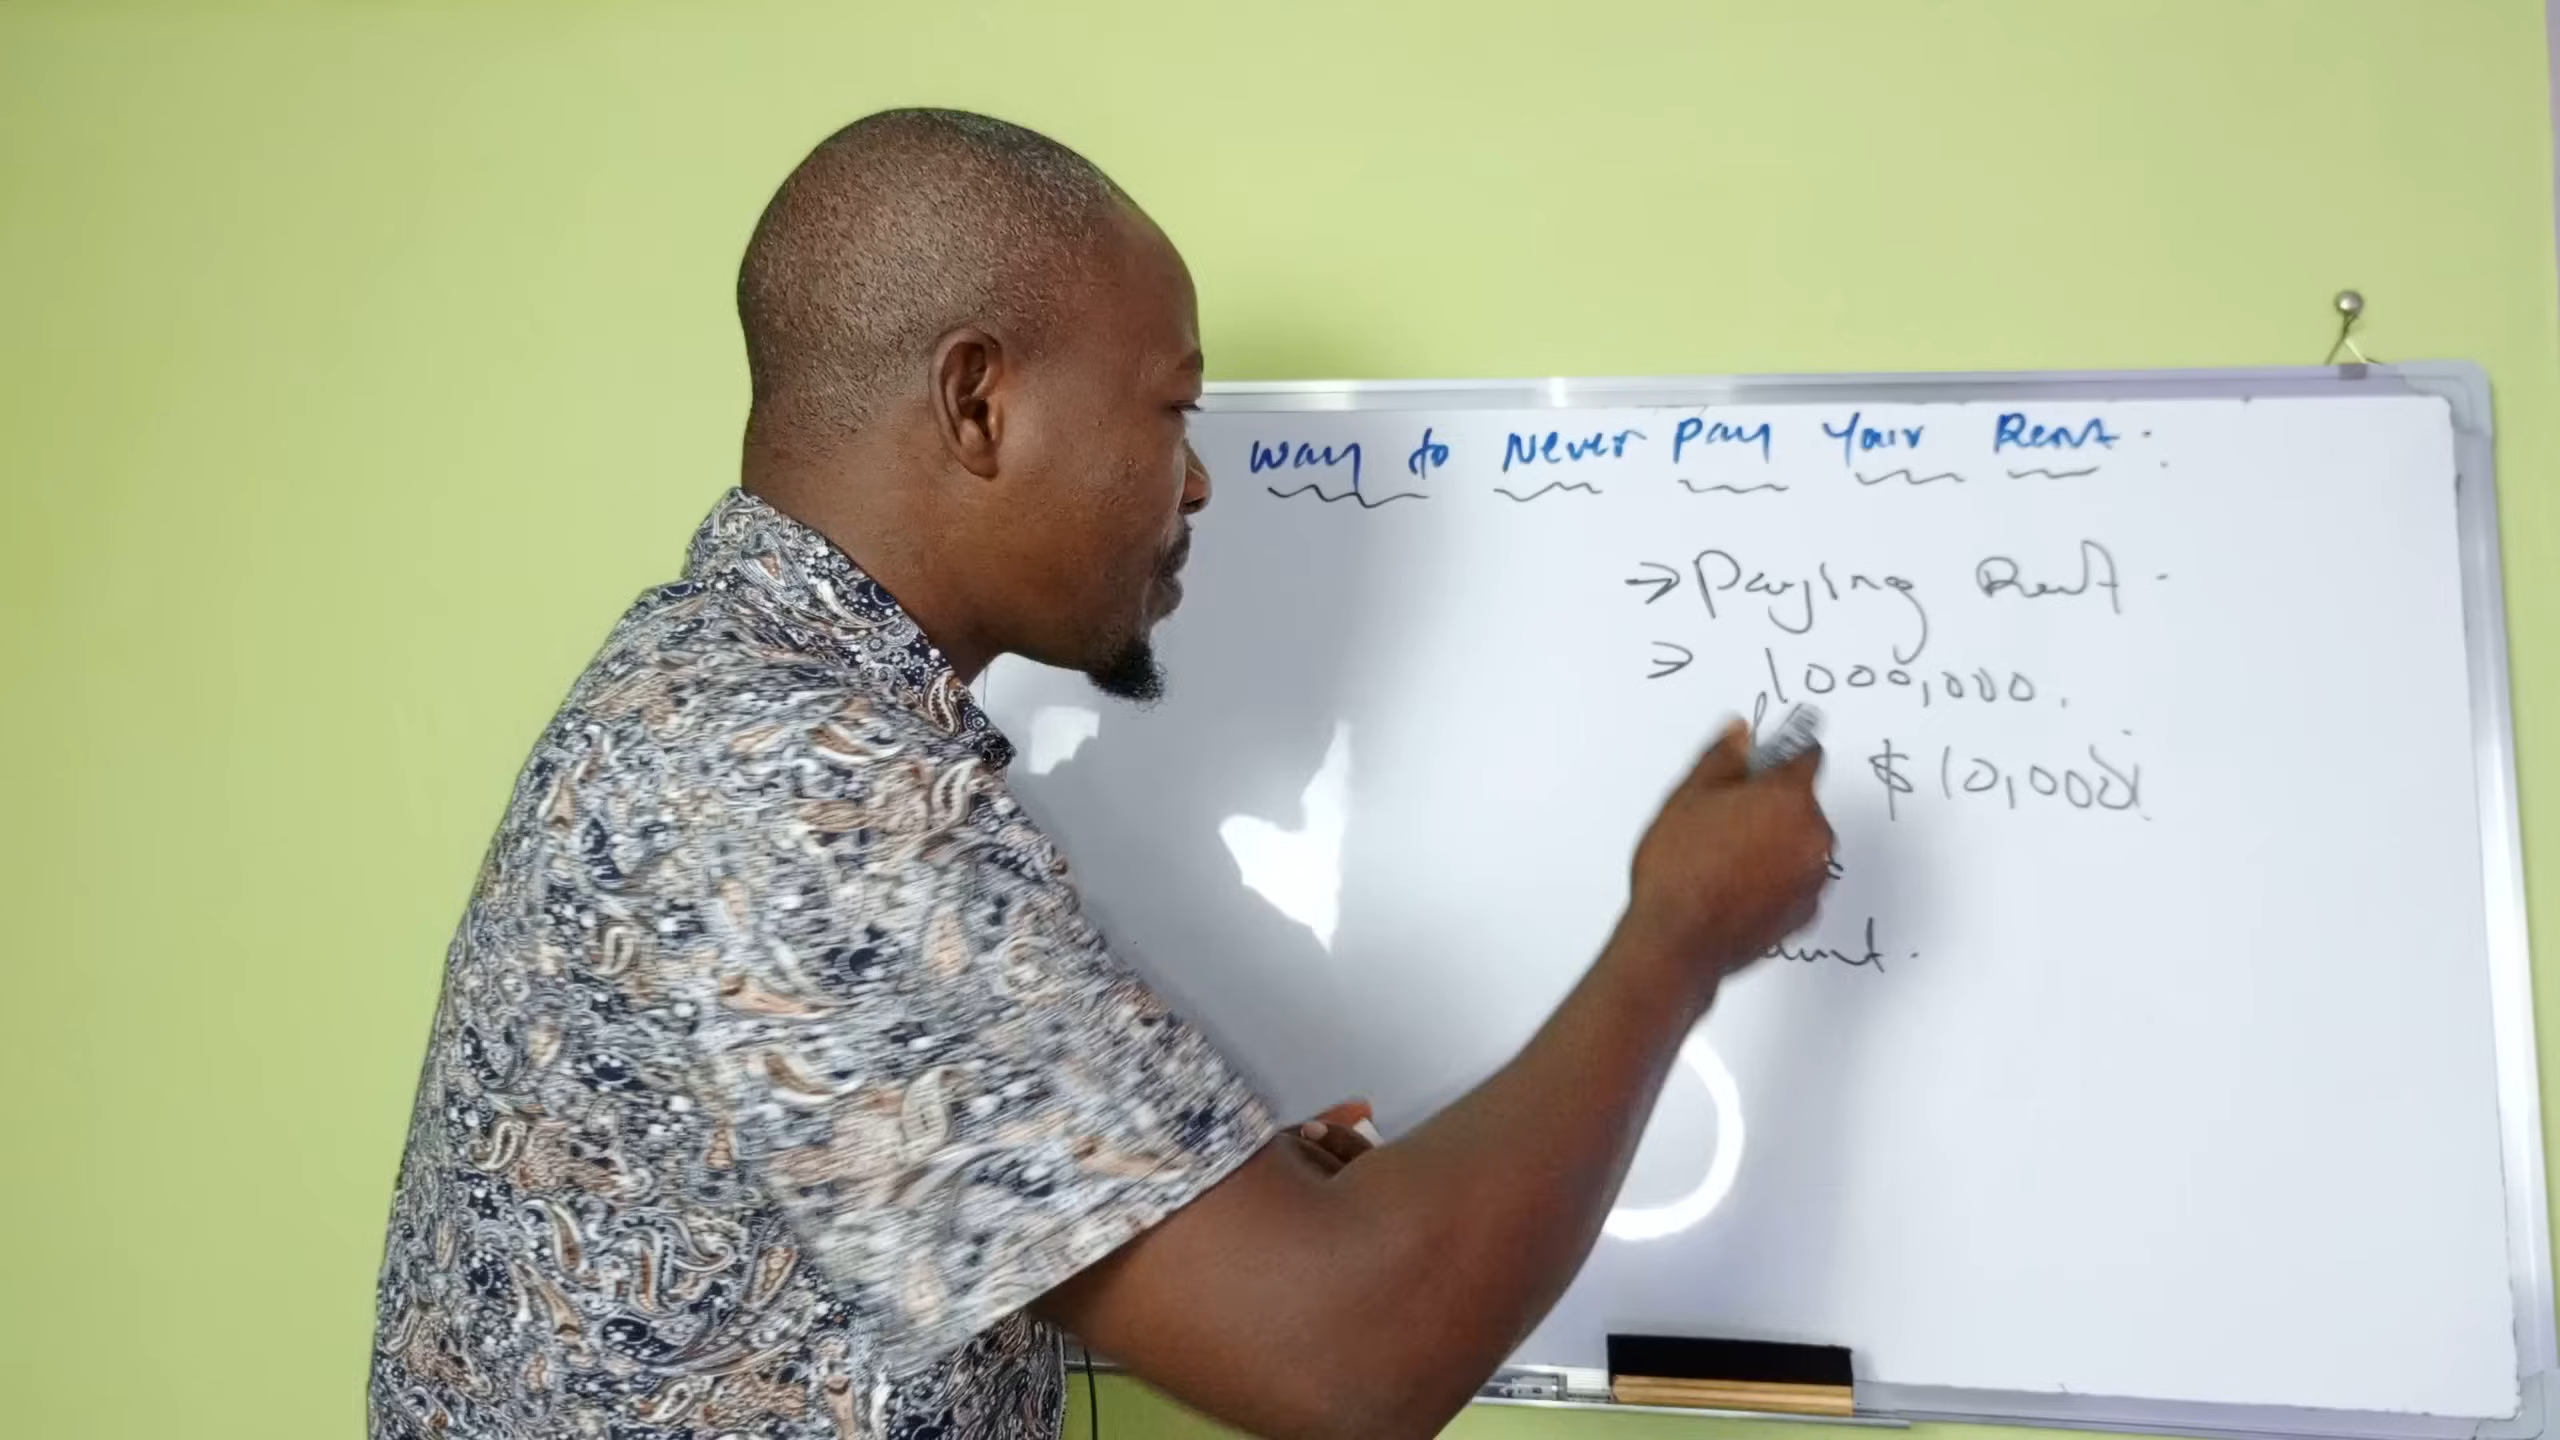 Way to Never Pay Your Rent.
→ Paying Rent.
→ 1000,000.
$10,000